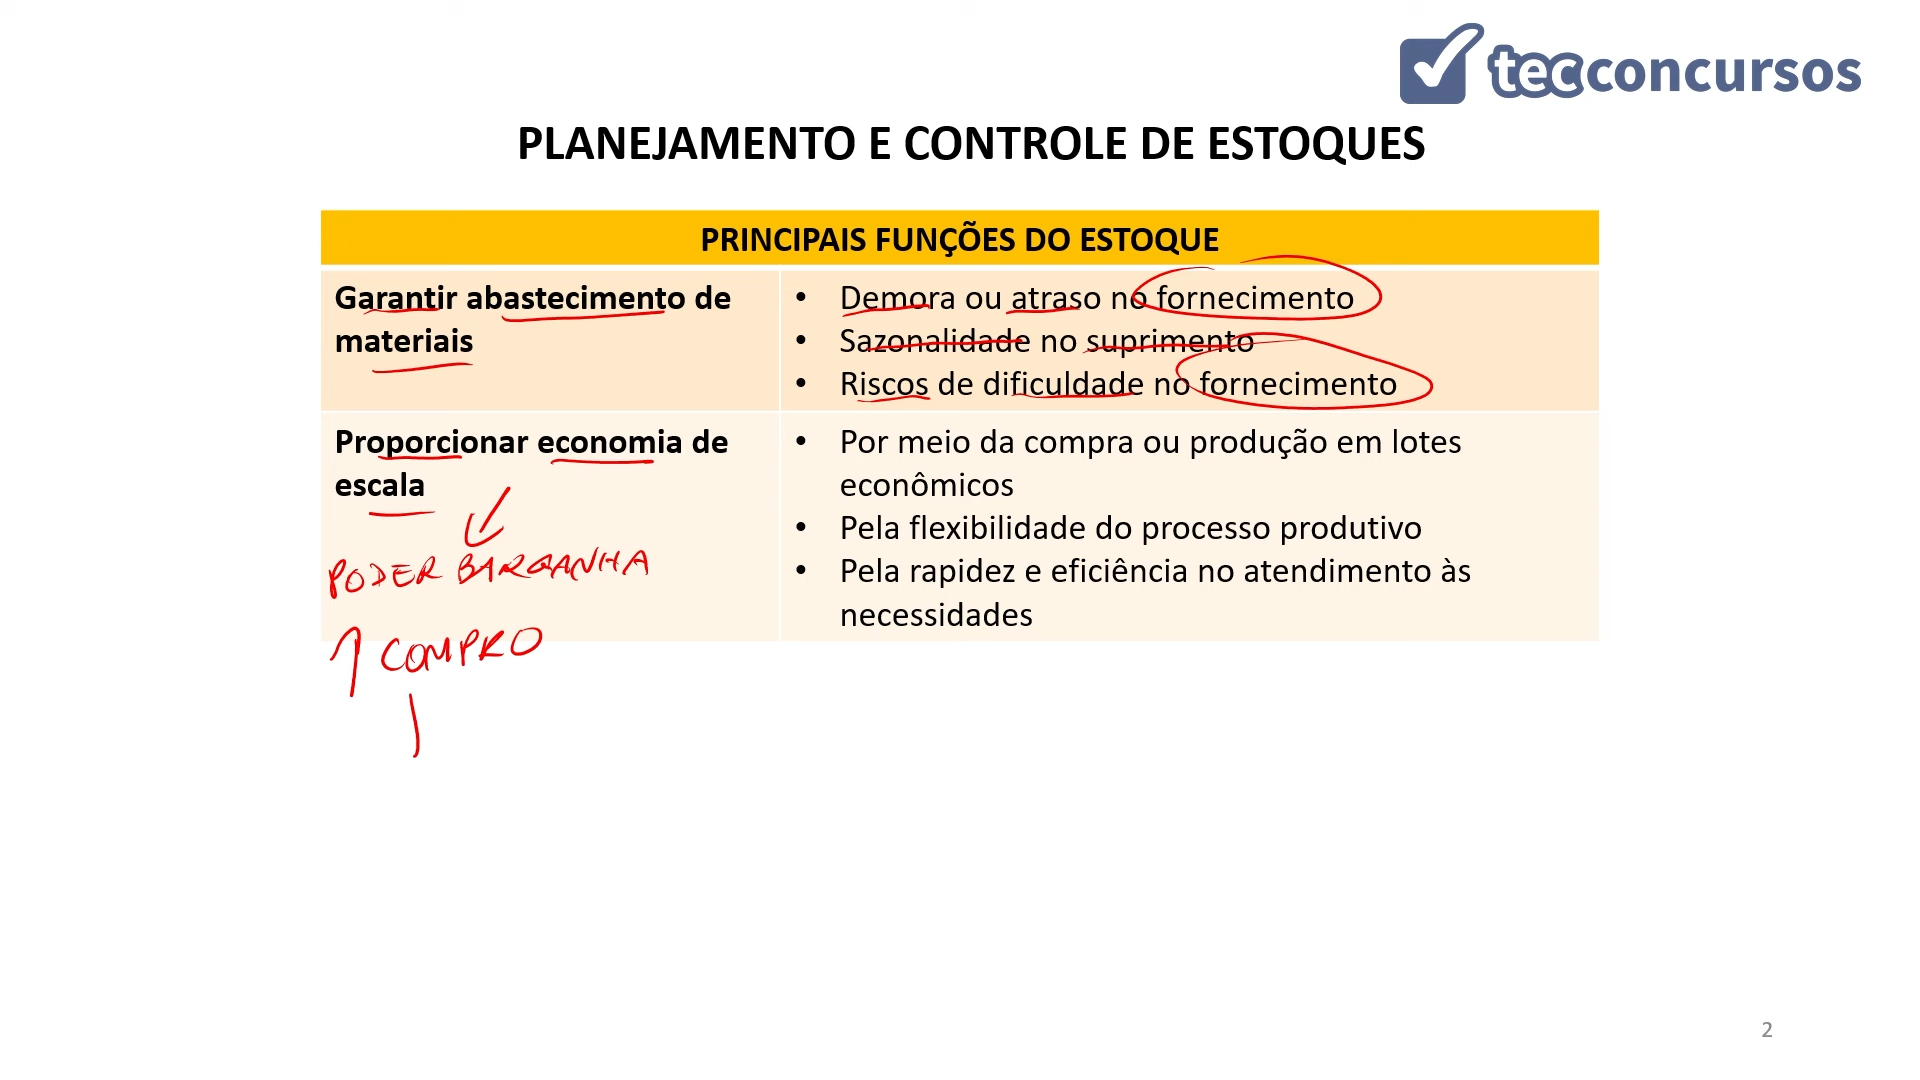 tecconcursos
PLANEJAMENTO E CONTROLE DE ESTOQUES
PRINCIPAIS FUNÇÕES DO ESTOQUE
Garantir abastecimento de
materiais
• Demora ou atraso no fornecimento
• Sazonalidade no suprimento
• Riscos de dificuldade no fornecimento
Proporcionar economia de
escala
PODER BARGANHA
↑ COMPRO
• Por meio da compra ou produção em lotes
econômicos
• Pela flexibilidade do processo produtivo
• Pela rapidez e eficiência no atendimento às
necessidades
2